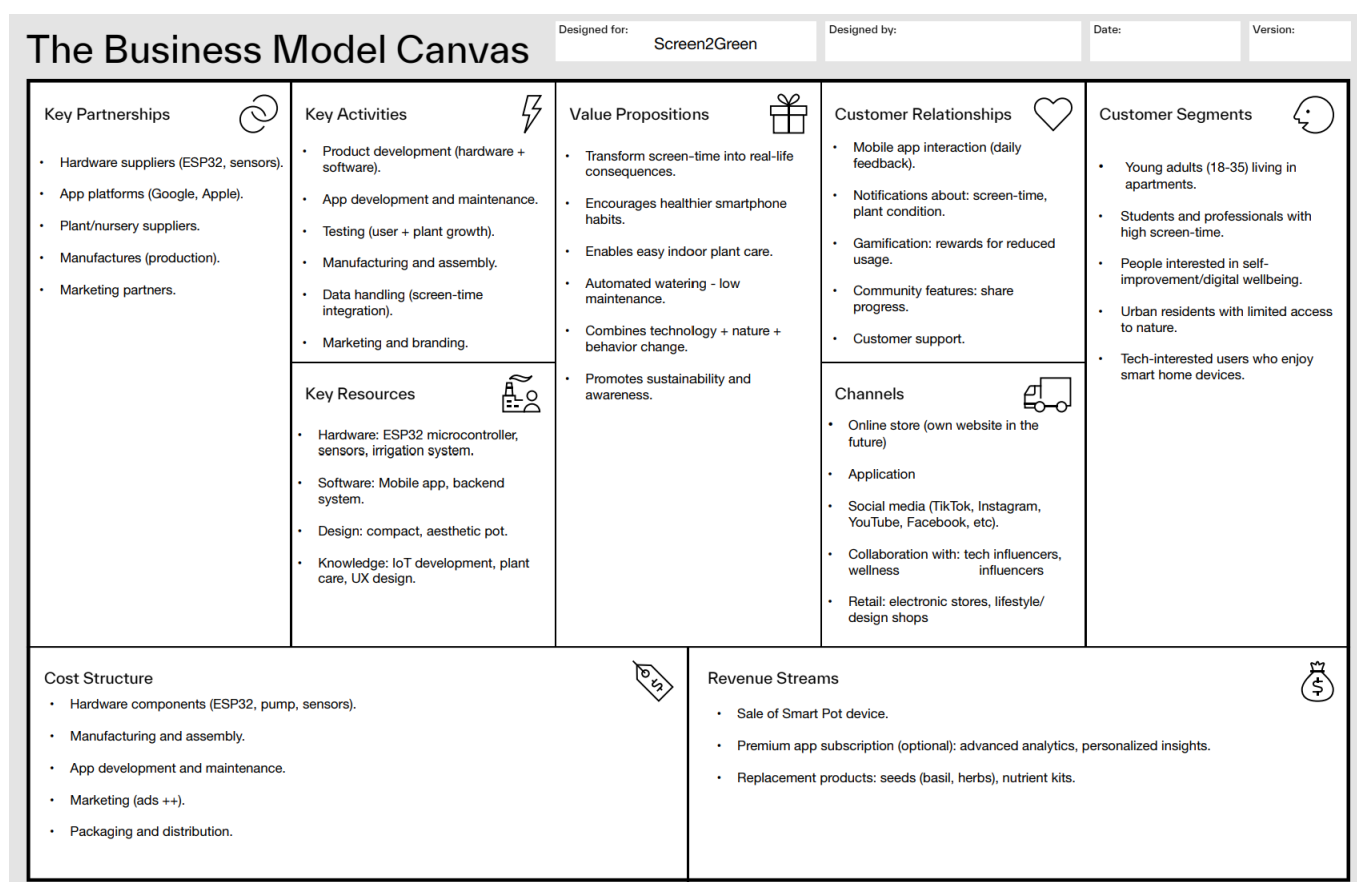 The Business Model Canvas
Designed for:
Screen2Green
Designed by:
Date:
Version:
Key Partnerships
• Hardware suppliers (ESP32, sensors).
• App platforms (Google, Apple).
• Plant/nursery suppliers.
• Manufactures (production).
• Marketing partners.
Key Activities
• Product development (hardware +
software).
• App development and maintenance.
• Testing (user + plant growth).
• Manufacturing and assembly.
• Data handling (screen-time
integration).
• Marketing and branding.
Key Resources
• Hardware: ESP32 microcontroller,
sensors, irrigation system.
• Software: Mobile app, backend
system.
• Design: compact, aesthetic pot.
• Knowledge: IoT development, plant
care, UX design.
Value Propositions
• Transform screen-time into real-life
consequences.
• Encourages healthier smartphone
habits.
• Enables easy indoor plant care.
• Automated watering - low
maintenance.
• Combines technology + nature +
behavior change.
• Promotes sustainability and
awareness.
Customer Relationships
• Mobile app interaction (daily
feedback).
• Notifications about: screen-time,
plant condition.
• Gamification: rewards for reduced
usage.
• Community features: share
progress.
• Customer support.
Channels
• Online store (own website in the
future)
• Application
• Social media (TikTok, Instagram,
YouTube, Facebook, etc).
• Collaboration with: tech influencers,
wellness influencers
• Retail: electronic stores, lifestyle/
design shops
Customer Segments
• Young adults (18-35) living in
apartments.
• Students and professionals with
high screen-time.
• People interested in self-
improvement/digital wellbeing.
• Urban residents with limited access
to nature.
• Tech-interested users who enjoy
smart home devices.
Cost Structure
• Hardware components (ESP32, pump, sensors).
• Manufacturing and assembly.
• App development and maintenance.
• Marketing (ads ++).
• Packaging and distribution.
Revenue Streams
• Sale of Smart Pot device.
• Premium app subscription (optional): advanced analytics, personalized insights.
• Replacement products: seeds (basil, herbs), nutrient kits.